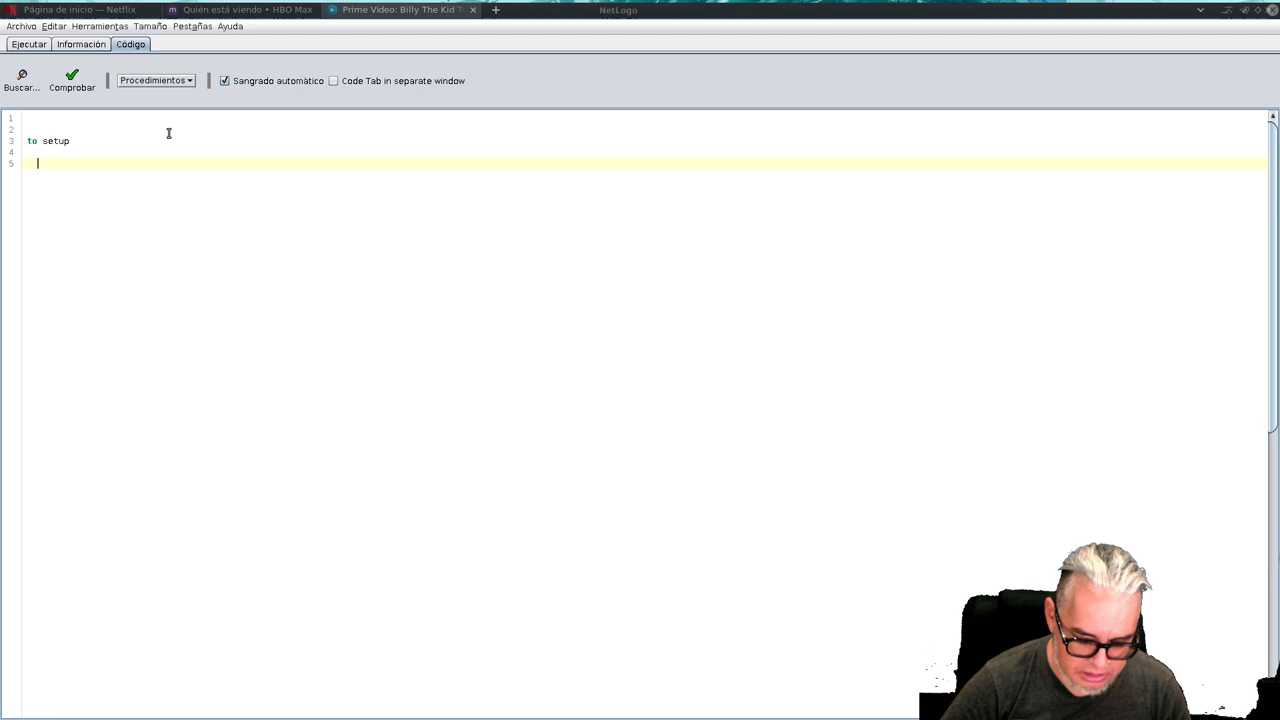 Página de inicio — Netflix
Quién está viendo • HBO Max
Prime Video: Billy The Kid
NetLogo
Archivo Editar Herramientas Tamaño Pestañas Ayuda
Ejecutar Información Código
Buscar... Comprobar Procedimientos Sangrado automático Code Tab in separate window
1
2
3 to setup
4
5